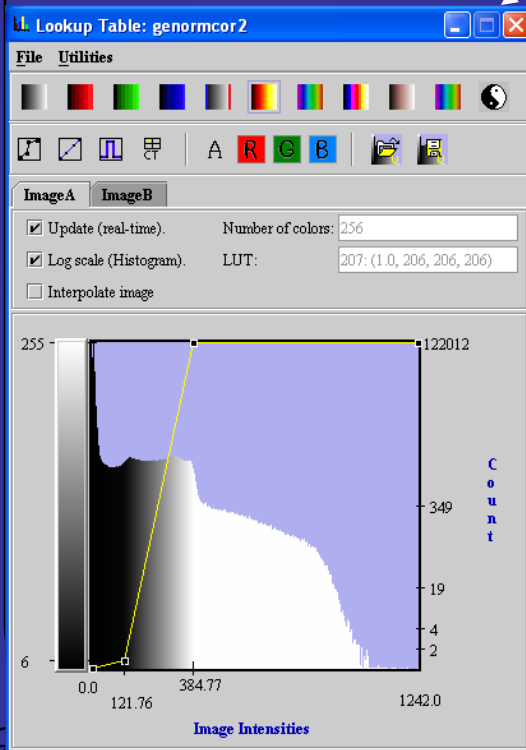 Lookup Table: genormcor2
File Utilities
CT
A R G B
ImageA ImageB
Update (real-time). Number of colors: 256
Log scale (Histogram). LUT: 207: (1.0, 206, 206, 206)
Interpolate image
255 122012
349
19
4
2
6
Count
0.0 121.76 384.77 1242.0
Image Intensities